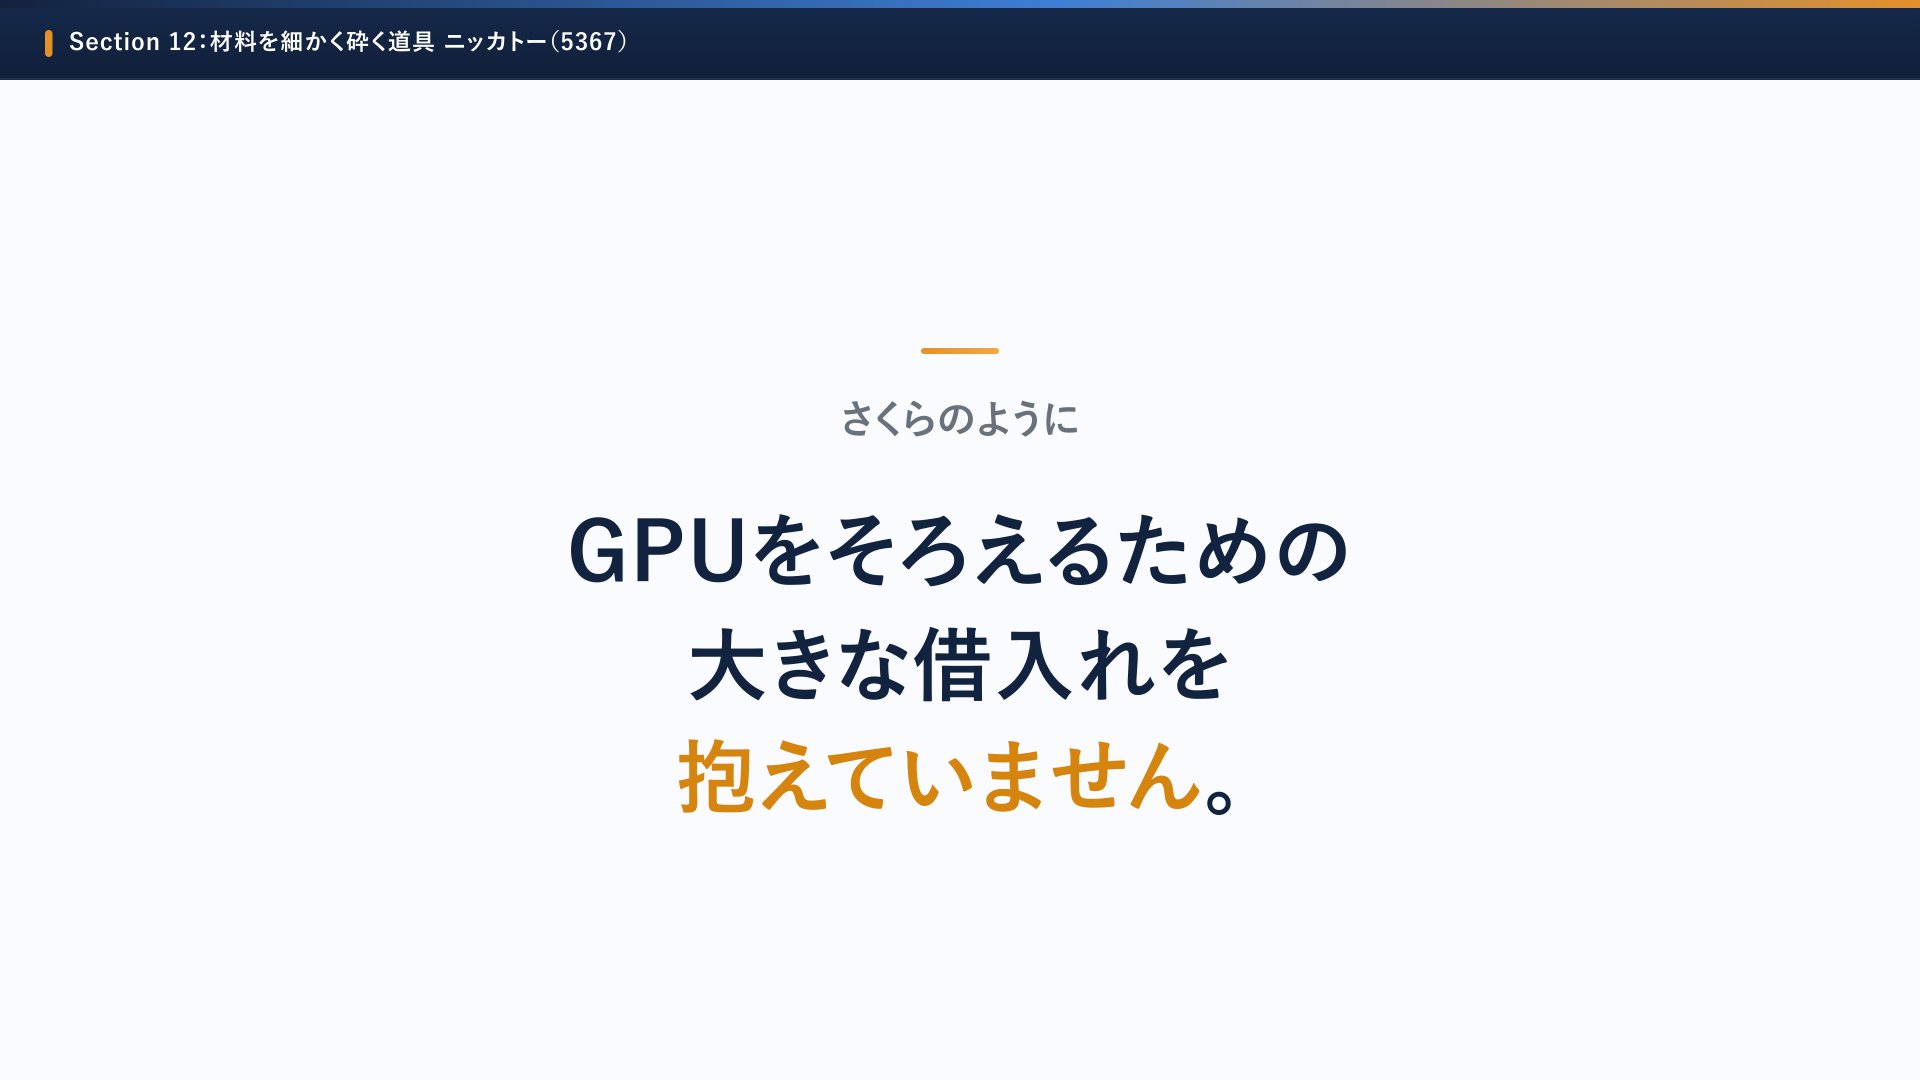 Section 12：材料を細かく砕く道具 ニッカトー（5367）
さくらのように
GPUをそろえるための
大きな借入れを
抱えていません。